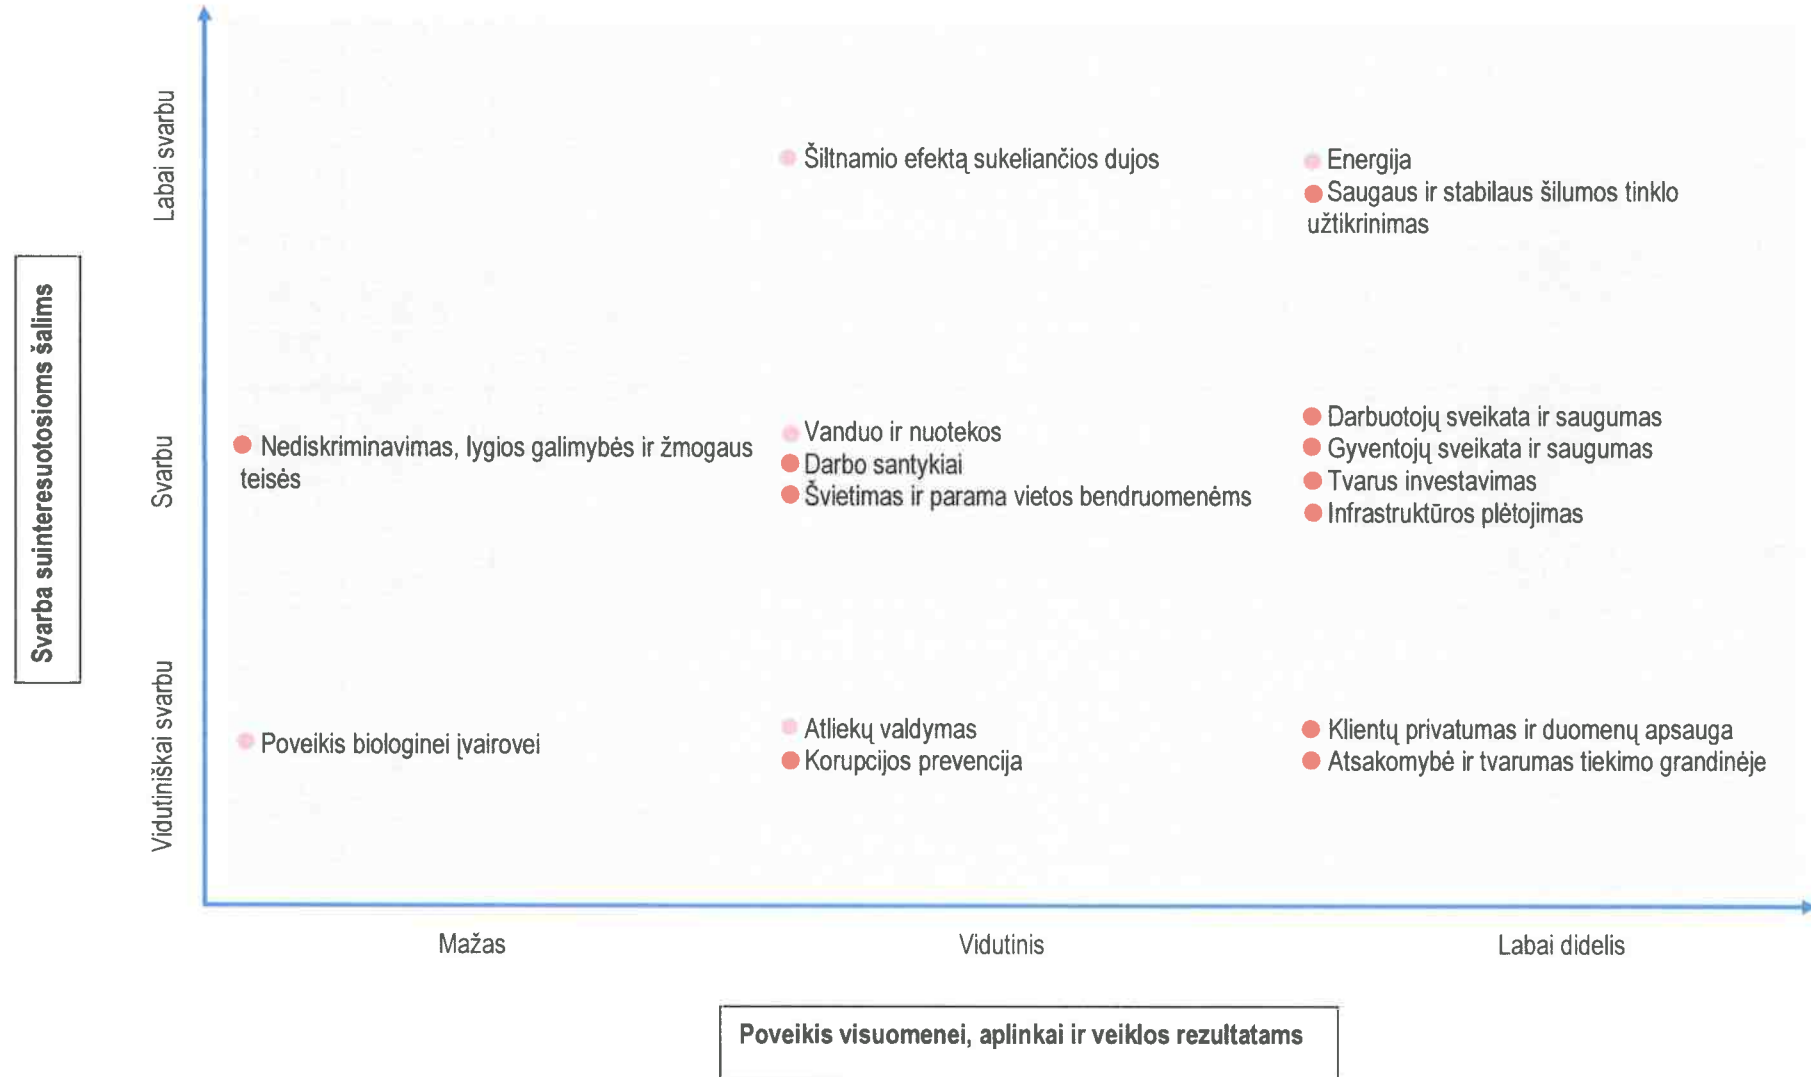 Svarba suinteresuotosioms šalims
Labai svarbu
Svarbu
Vidutiniškai svarbu
Šiltnamio efektą sukeliančios dujos
Energija
Saugaus ir stabilaus šilumos tinklo
užtikrinimas
Nediskriminavimas, lygios galimybės ir žmogaus
teisės
Vanduo ir nuotekos
Darbo santykiai
Švietimas ir parama vietos bendruomenėms
Darbuotojų sveikata ir saugumas
Gyventojų sveikata ir saugumas
Tvarus investavimas
Infrastruktūros plėtojimas
Poveikis biologinei įvairovei
Atliekų valdymas
Korupcijos prevencija
Klientų privatumas ir duomenų apsauga
Atsakomybė ir tvarumas tiekimo grandinėje
Mažas
Vidutinis
Labai didelis
Poveikis visuomenei, aplinkai ir veiklos rezultatams